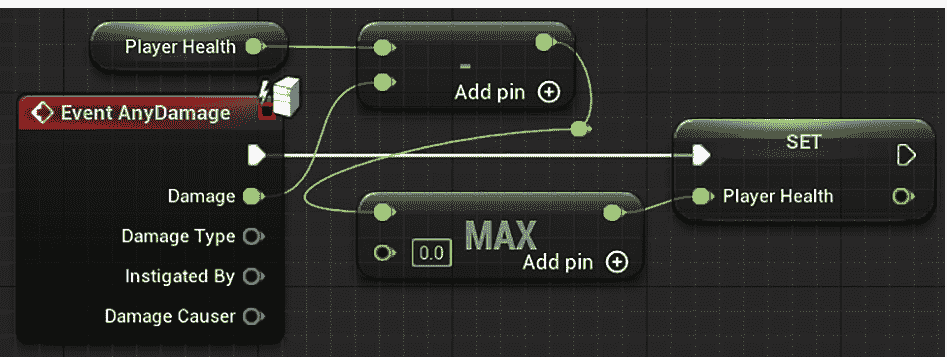 Player Health
-
Add pin
Event AnyDamage
SET
Damage
Player Health
Damage Type
0.0
MAX
Add pin
Instigated By
Damage Causer